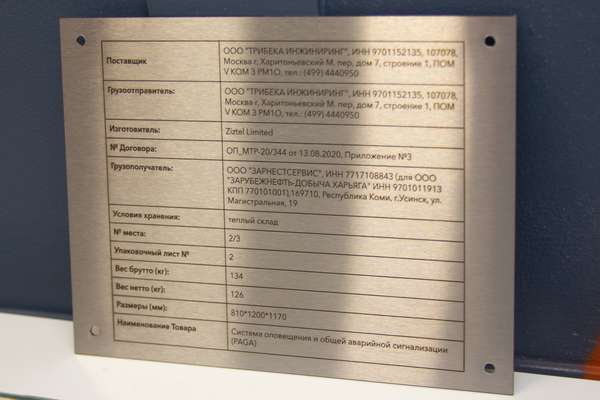 Поставщик
ООО "ТРИБЕКА ИНЖИНИРИНГ", ИНН 9701152135, 107078,
Москва г, Харитоньевский М. пер, дом 7, строение 1, ПОМ
V КОМ 3 РМ1О, тел.: (499) 4440950
Грузоотправитель:
ООО "ТРИБЕКА ИНЖИНИРИНГ", ИНН 9701152135, 107078,
Москва г, Харитоньевский М. пер, дом 7, строение 1, ПОМ
V КОМ 3 РМ1О, тел.: (499) 4440950
Изготовитель:
Ziztel Limited
№ Договора:
ОП_МТР-20/344 от 13.08.2020, Приложение №3
Грузополучатель:
ООО "ЗАРНЕСТСЕРВИС", ИНН 7717108843 (для ООО
"ЗАРУБЕЖНЕФТЬ-ДОБЫЧА ХАРЬЯГА" ИНН 9701011913
КПП 770101001),169710, Республика Коми, г.Усинск, ул.
Магистральная, 19
Условия хранения:
теплый склад
№ места:
2/3
Упаковочный лист №
2
Вес брутто (кг):
134
Вес нетто (кг):
126
Размеры (мм):
810*1200*1170
Наименование Товара
Система оповещения и общей аварийной сигнализации
(PAGA)